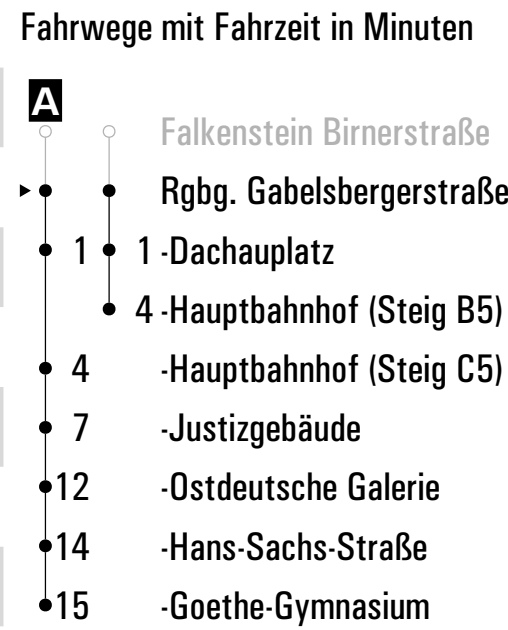 Fahrwege mit Fahrzeit in Minuten
A
Falkenstein Birnerstraße
Rgbg. Gabelsbergerstraße
1 1 -Dachauplatz
4 -Hauptbahnhof (Steig B5)
4 -Hauptbahnhof (Steig C5)
7 -Justizgebäude
12 -Ostdeutsche Galerie
14 -Hans-Sachs-Straße
15 -Goethe-Gymnasium